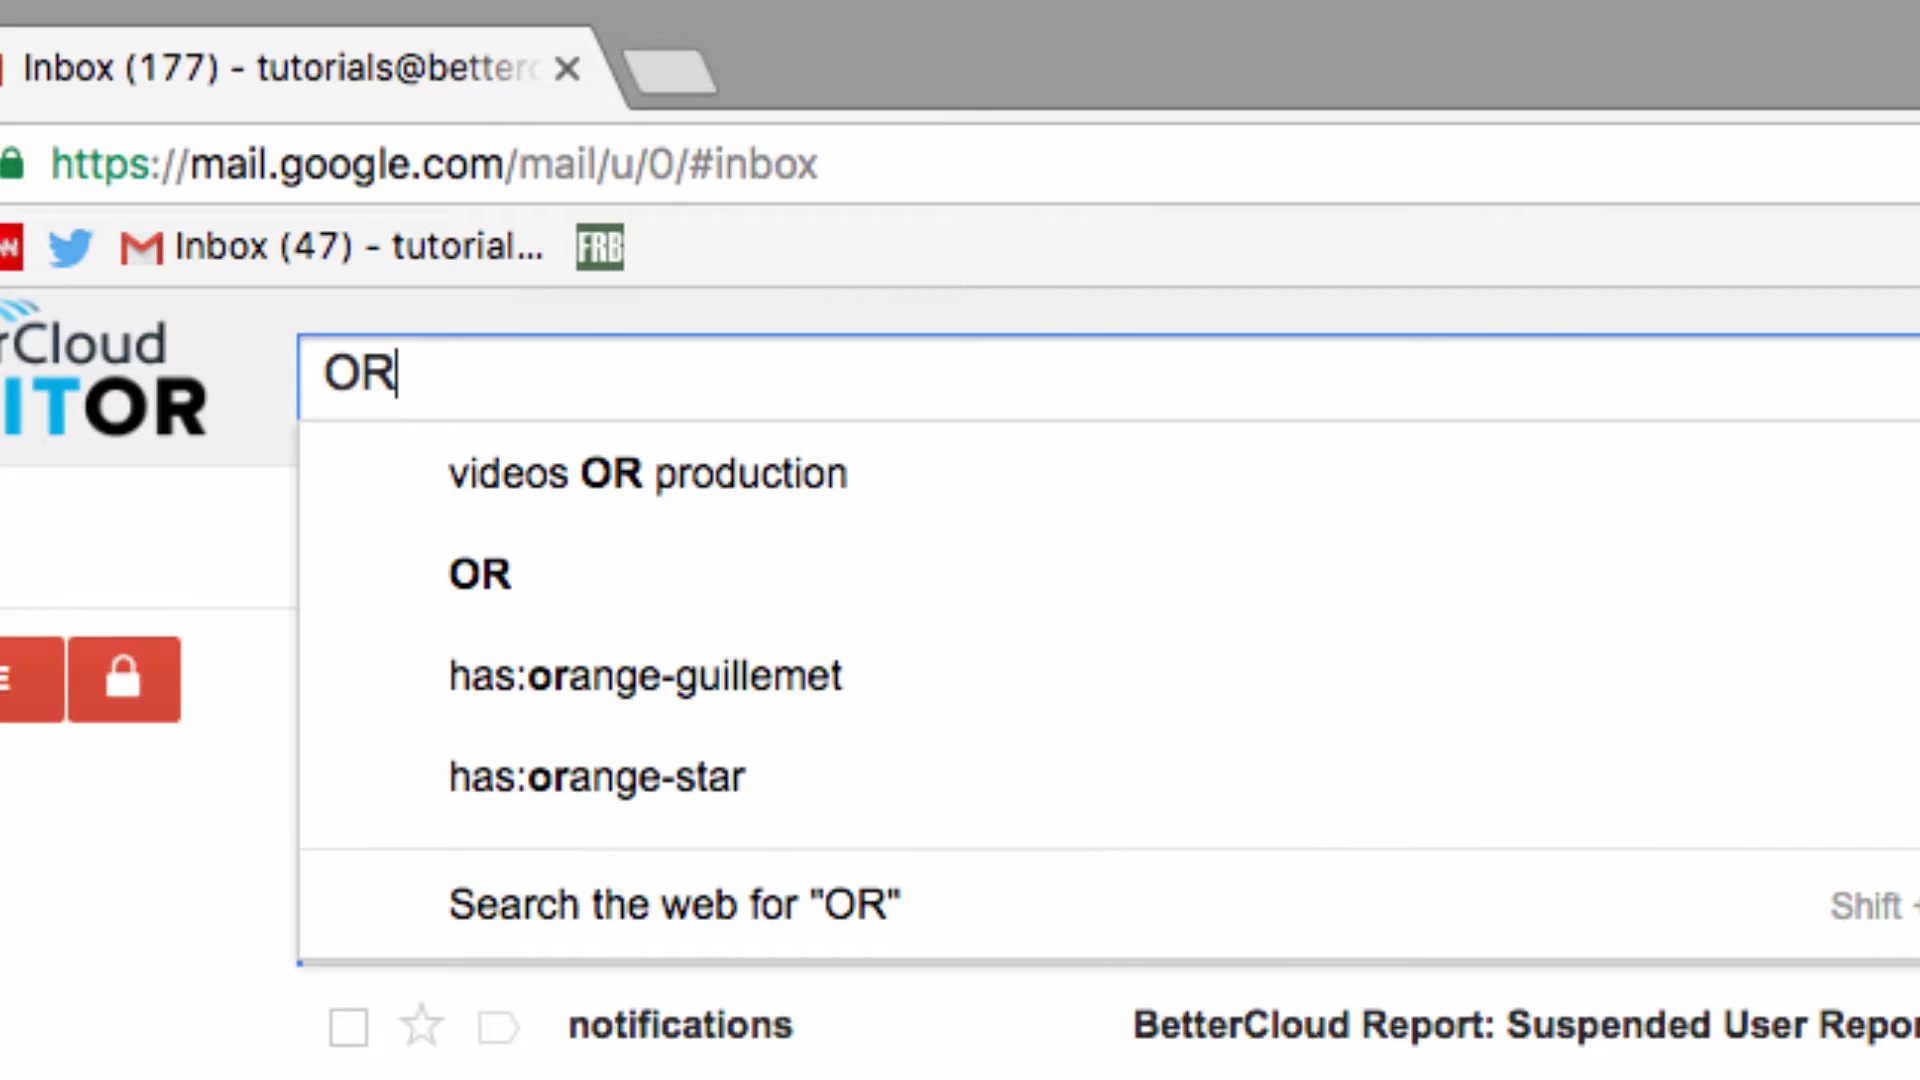 Inbox (177) - tutorials@better
https://mail.google.com/mail/u/0/#inbox
Inbox (47) - tutorial...
FRB
rCloud
ITOR
OR
videos OR production
OR
has:orange-guillemet
has:orange-star
Search the web for "OR"
Shift +
notifications
BetterCloud Report: Suspended User Repor